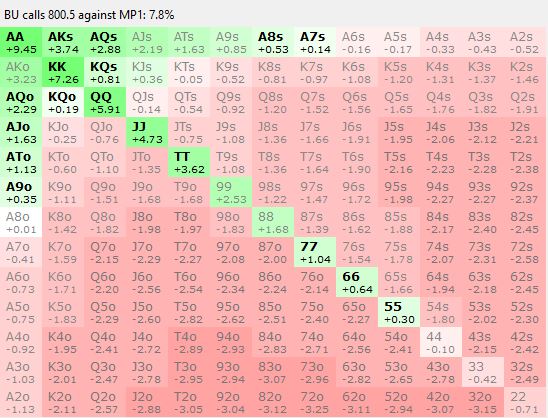 BU calls 800.5 against MP1: 7.8%
AA AKs AQs AJs ATs A9s A8s A7s A6s A5s A4s A3s A2s
+9.45 +3.74 +2.88 +2.19 +1.63 +0.85 +0.53 +0.14 -0.16 -0.17 -0.33 -0.43 -0.52
AKo KK KQs KJs KTs K9s K8s K7s K6s K5s K4s K3s K2s
+3.23 +7.26 +0.81 +0.36 -0.05 -0.52 -0.81 -0.97 -1.08 -1.20 -1.31 -1.37 -1.46
AQo KQo QQ QJs QTs Q9s Q8s Q7s Q6s Q5s Q4s Q3s Q2s
+2.29 +0.19 +5.91 -0.14 -0.54 -0.92 -1.20 -1.52 -1.56 -1.65 -1.76 -1.82 -1.91
AJo KJo QJo JJ JTs J9s J8s J7s J6s J5s J4s J3s J2s
+1.63 -0.25 -0.76 +4.73 -0.75 -1.08 -1.36 -1.66 -1.91 -1.95 -2.06 -2.12 -2.21
ATo KTo QTo JTo TT T9s T8s T7s T6s T5s T4s T3s T2s
+1.13 -0.60 -1.10 -1.35 +3.62 -1.08 -1.36 -1.64 -1.90 -2.16 -2.23 -2.28 -2.38
A9o K9o Q9o J9o T9o 99 98s 97s 96s 95s 94s 93s 92s
+0.35 -1.11 -1.51 -1.68 -1.68 +2.53 -1.22 -1.47 -1.72 -1.98 -2.27 -2.27 -2.37
A8o K8o Q8o J8o T8o 98o 88 87s 86s 85s 84s 83s 82s
+0.01 -1.42 -1.82 -1.98 -1.97 -1.83 +1.68 -1.39 -1.62 -1.88 -2.17 -2.40 -2.45
A7o K7o Q7o J7o T7o 97o 87o 77 76s 75s 74s 73s 72s
-0.41 -1.59 -2.15 -2.29 -2.27 -2.08 -2.00 +1.04 -1.54 -1.78 -2.07 -2.31 -2.58
A6o K6o Q6o J6o T6o 96o 86o 76o 66 65s 64s 63s 62s
-0.73 -1.71 -2.20 -2.56 -2.54 -2.34 -2.24 -2.14 +0.64 -1.66 -1.94 -2.18 -2.45
A5o K5o Q5o J5o T5o 95o 85o 75o 65o 55 54s 53s 52s
-0.75 -1.83 -2.29 -2.60 -2.82 -2.62 -2.51 -2.40 -2.27 +0.30 -1.80 -2.02 -2.30
A4o K4o Q4o J4o T4o 94o 84o 74o 64o 54o 44 43s 42s
-0.92 -1.95 -2.41 -2.72 -2.89 -2.93 -2.83 -2.71 -2.56 -2.41 -0.10 -2.15 -2.42
A3o K3o Q3o J3o T3o 93o 83o 73o 63o 53o 43o 33 32s
-1.03 -2.01 -2.47 -2.78 -2.95 -2.94 -3.07 -2.96 -2.82 -2.65 -2.78 -0.42 -2.49
A2o K2o Q2o J2o T2o 92o 82o 72o 62o 52o 42o 32o 22
-1.13 -2.11 -2.57 -2.88 -3.05 -3.04 -3.12 -3.25 -3.11 -2.94 -3.07 -3.15 -0.71